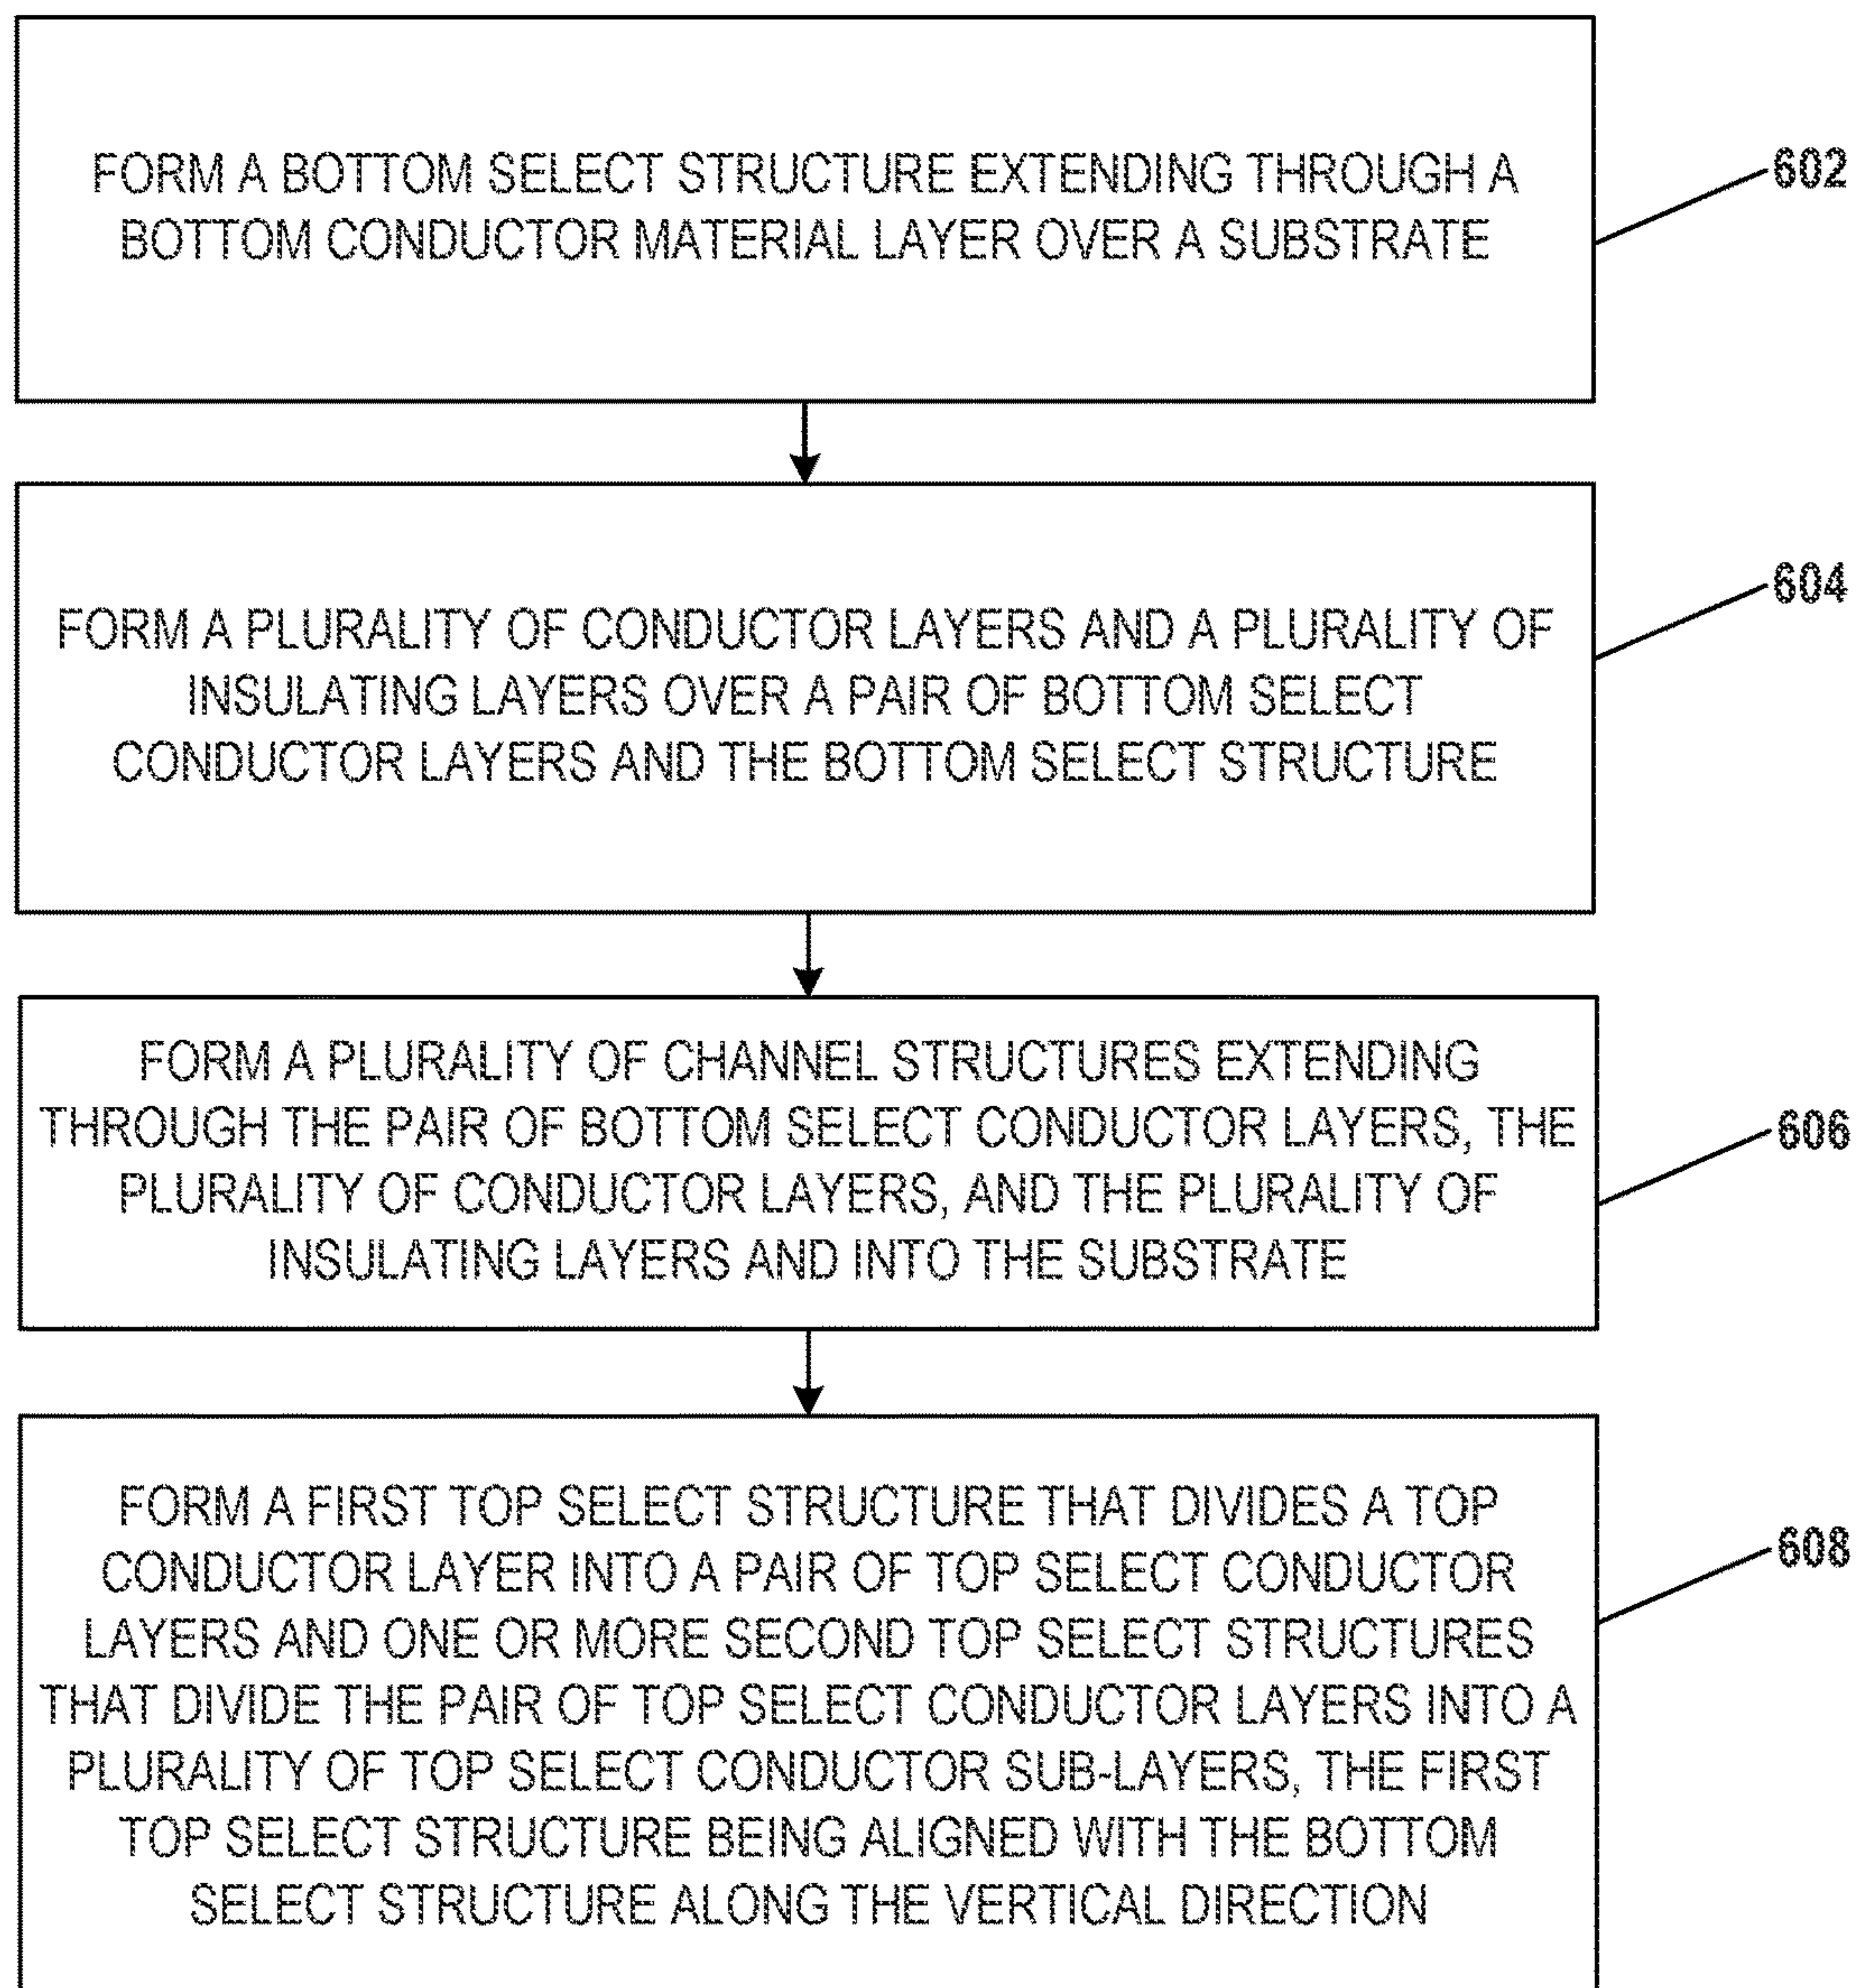 FORM A BOTTOM SELECT STRUCTURE EXTENDING THROUGH A
BOTTOM CONDUCTOR MATERIAL LAYER OVER A SUBSTRATE
602
FORM A PLURALITY OF CONDUCTOR LAYERS AND A PLURALITY OF
INSULATING LAYERS OVER A PAIR OF BOTTOM SELECT
CONDUCTOR LAYERS AND THE BOTTOM SELECT STRUCTURE
604
FORM A PLURALITY OF CHANNEL STRUCTURES EXTENDING
THROUGH THE PAIR OF BOTTOM SELECT CONDUCTOR LAYERS, THE
PLURALITY OF CONDUCTOR LAYERS, AND THE PLURALITY OF
INSULATING LAYERS AND INTO THE SUBSTRATE
606
FORM A FIRST TOP SELECT STRUCTURE THAT DIVIDES A TOP
CONDUCTOR LAYER INTO A PAIR OF TOP SELECT CONDUCTOR
LAYERS AND ONE OR MORE SECOND TOP SELECT STRUCTURES
THAT DIVIDE THE PAIR OF TOP SELECT CONDUCTOR LAYERS INTO A
PLURALITY OF TOP SELECT CONDUCTOR SUB-LAYERS, THE FIRST
TOP SELECT STRUCTURE BEING ALIGNED WITH THE BOTTOM
SELECT STRUCTURE ALONG THE VERTICAL DIRECTION
608